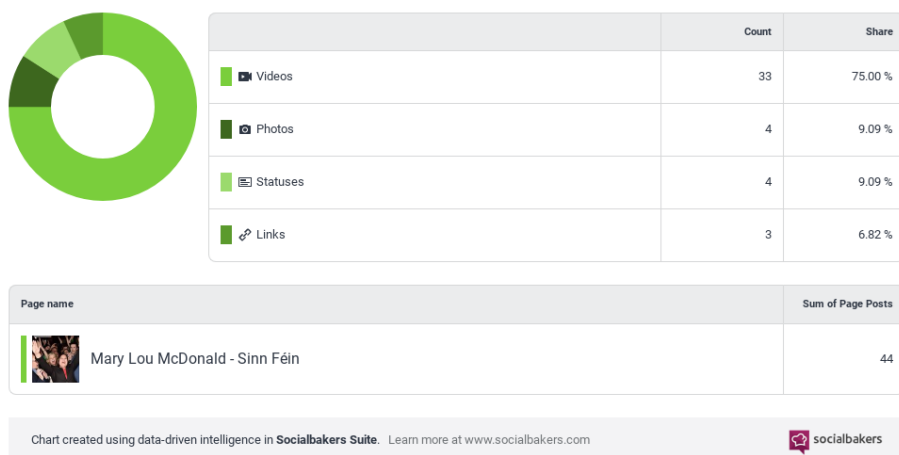 Count Share
Videos 33 75.00 %
Photos 4 9.09 %
Statuses 4 9.09 %
Links 3 6.82 %
Page name Sum of Page Posts
Mary Lou McDonald - Sinn Féin 44
Chart created using data-driven intelligence in Socialbakers Suite. Learn more at www.socialbakers.com socialbakers